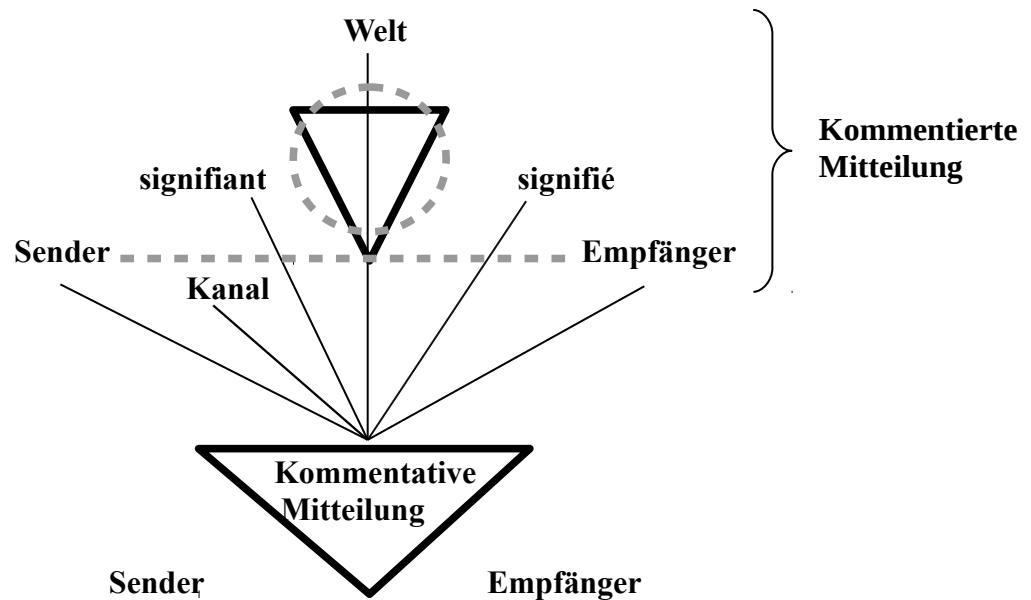 Welt
Kommentierte
Mitteilung
signifiant
signifié
Sender
Empfänger
Kanal
Kommentative
Mitteilung
Sender
Empfänger